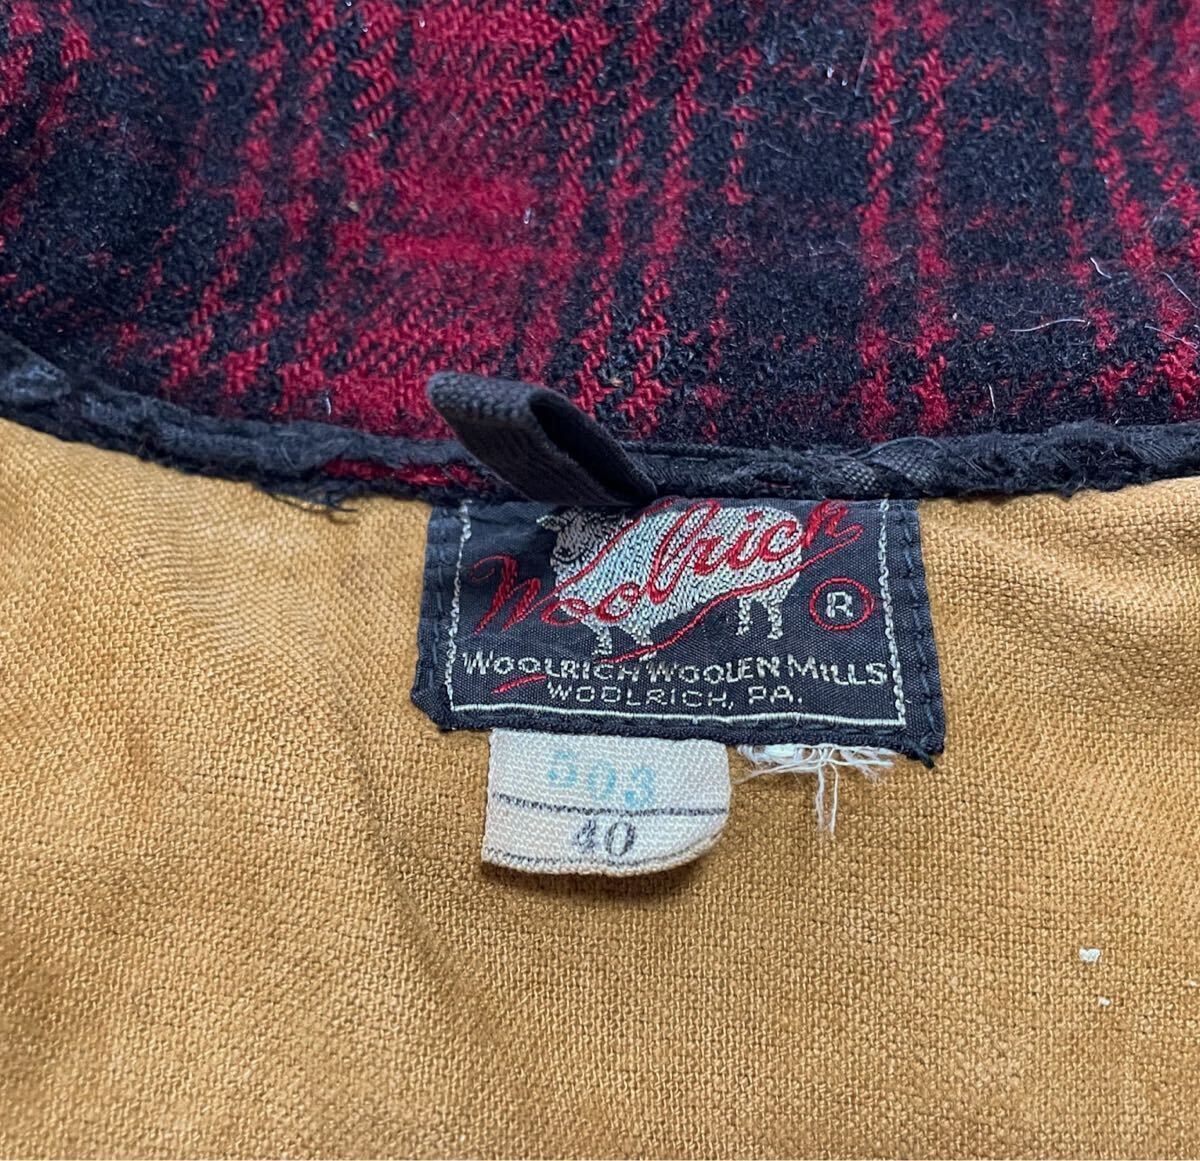 Woolrich
®
WOOLRICH WOOLEN MILLS
WOOLRICH, PA.
503
40